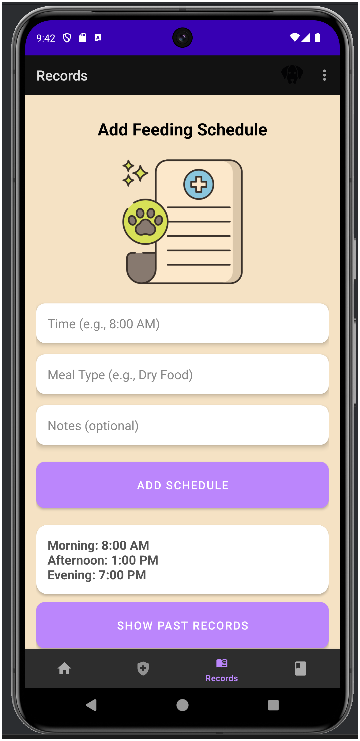 9:42
Records
Add Feeding Schedule
Time (e.g., 8:00 AM)
Meal Type (e.g., Dry Food)
Notes (optional)
ADD SCHEDULE
Morning: 8:00 AM
Afternoon: 1:00 PM
Evening: 7:00 PM
SHOW PAST RECORDS
Records